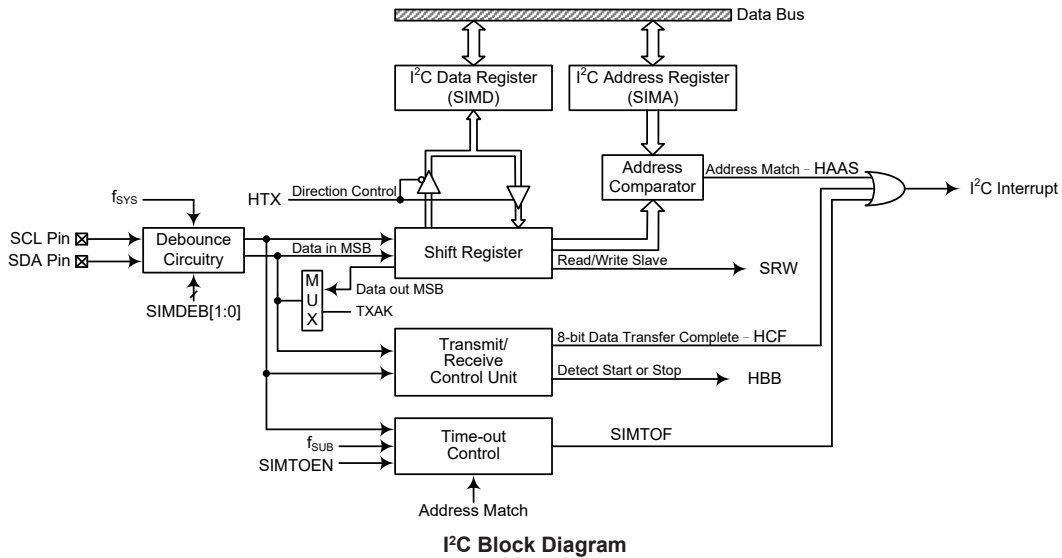 Data Bus
I²C Data Register
(SIMD)
I²C Address Register
(SIMA)
Address
Comparator
Address Match - HAAS
I²C Interrupt
HTX
Direction Control
fSYS
SCL Pin
SDA Pin
Debounce
Circuitry
SIMDEB[1:0]
Data in MSB
Shift Register
Read/Write Slave
SRW
M
U
X
Data out MSB
TXAK
Transmit/
Receive
Control Unit
8-bit Data Transfer Complete - HCF
Detect Start or Stop
HBB
fSUB
SIMTOEN
Time-out
Control
SIMTOF
Address Match
I²C Block Diagram